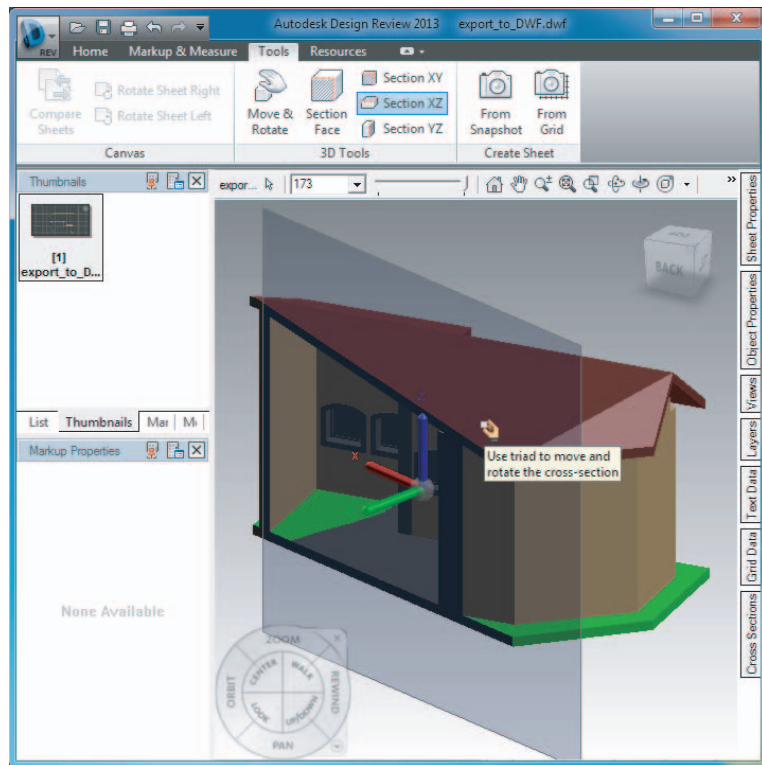 Autodesk Design Review 2013 export_to_DWF.dwf
REV Home Markup & Measure Tools Resources
Compare Sheets
Rotate Sheet Right
Rotate Sheet Left
Canvas
Move & Rotate
Section Face
Section XY
Section XZ
Section YZ
3D Tools
From Snapshot
From Grid
Create Sheet
Thumbnails
[1]
export_to_D...
List Thumbnails Mar
Markup Properties
None Available
expor... 173 »
BACK
X
Z
Use triad to move and
rotate the cross-section
ZOOM
CENTER WALK
ORBIT REWIND
LOOK UP/DOWN
PAN
Sheet Properties
Object Properties
Views
Layers
Text Data
Grid Data
Cross Sections